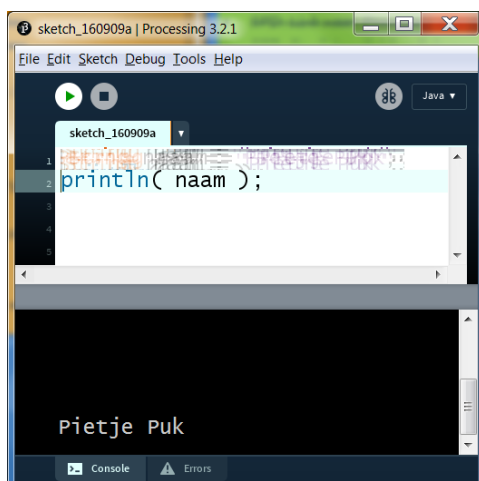 sketch_160909a | Processing 3.2.1
File Edit Sketch Debug Tools Help
Java ▼
sketch_160909a ▼
1
2 println( naam );
3
4
5
Pietje Puk
>_ Console Errors